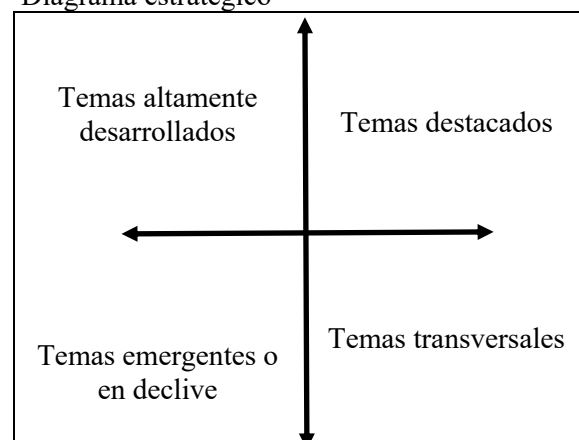 Diagrama estratégico
Temas altamente
desarrollados
Temas destacados
Temas emergentes o
en declive
Temas transversales